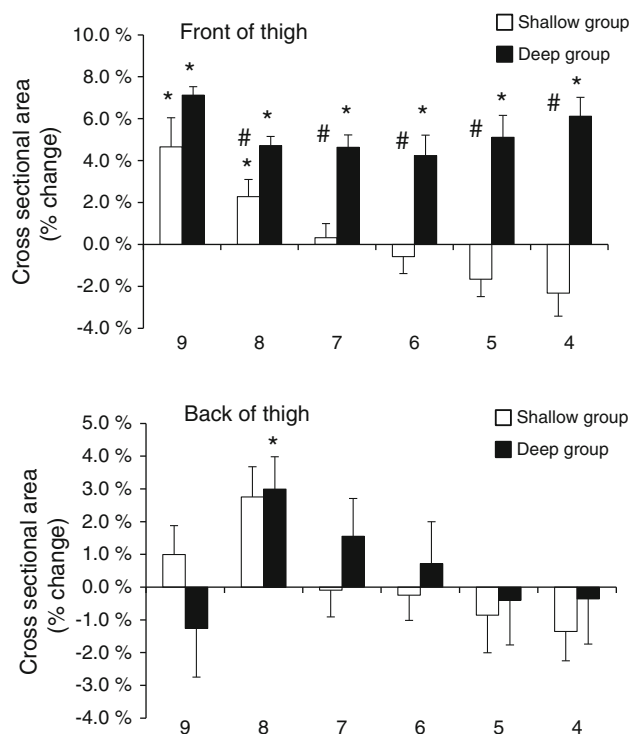 Front of thigh
Shallow group
Deep group
Cross sectional area
(% change)
10.0 %
8.0 %
6.0 %
4.0 %
2.0 %
0.0 %
-2.0 %
-4.0 %
* * # * * # * # * # * # *
9 8 7 6 5 4
Back of thigh
Shallow group
Deep group
Cross sectional area
(% change)
5.0 %
4.0 %
3.0 %
2.0 %
1.0 %
0.0 %
-1.0 %
-2.0 %
-3.0 %
-4.0 %
*
9 8 7 6 5 4